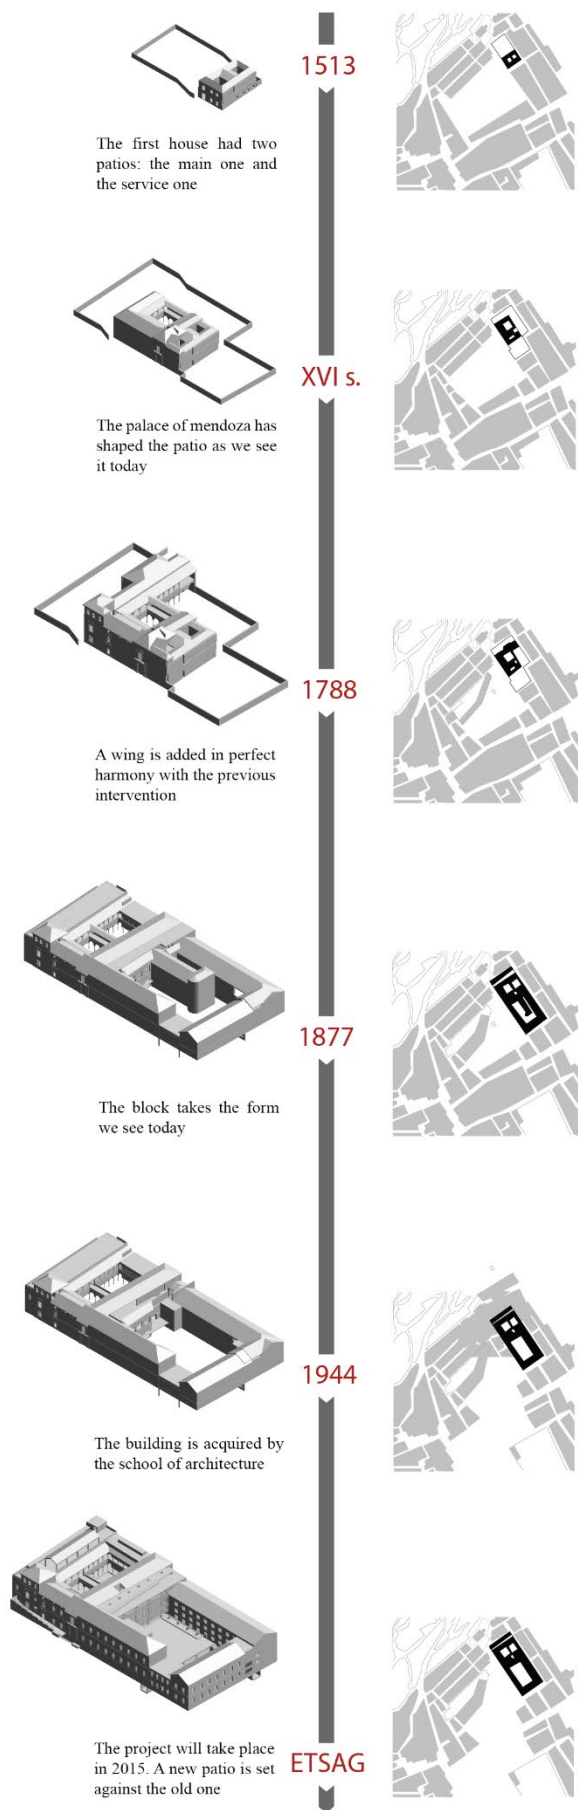 1513
The first house had two
patios: the main one and
the service one
XVI s.
The palace of mendoza has
shaped the patio as we see
it today
1788
A wing is added in perfect
harmony with the previous
intervention
1877
The block takes the form
we see today
1944
The building is acquired by
the school of architecture
The project will take place
in 2015. A new patio is set
against the old one
ETSAG